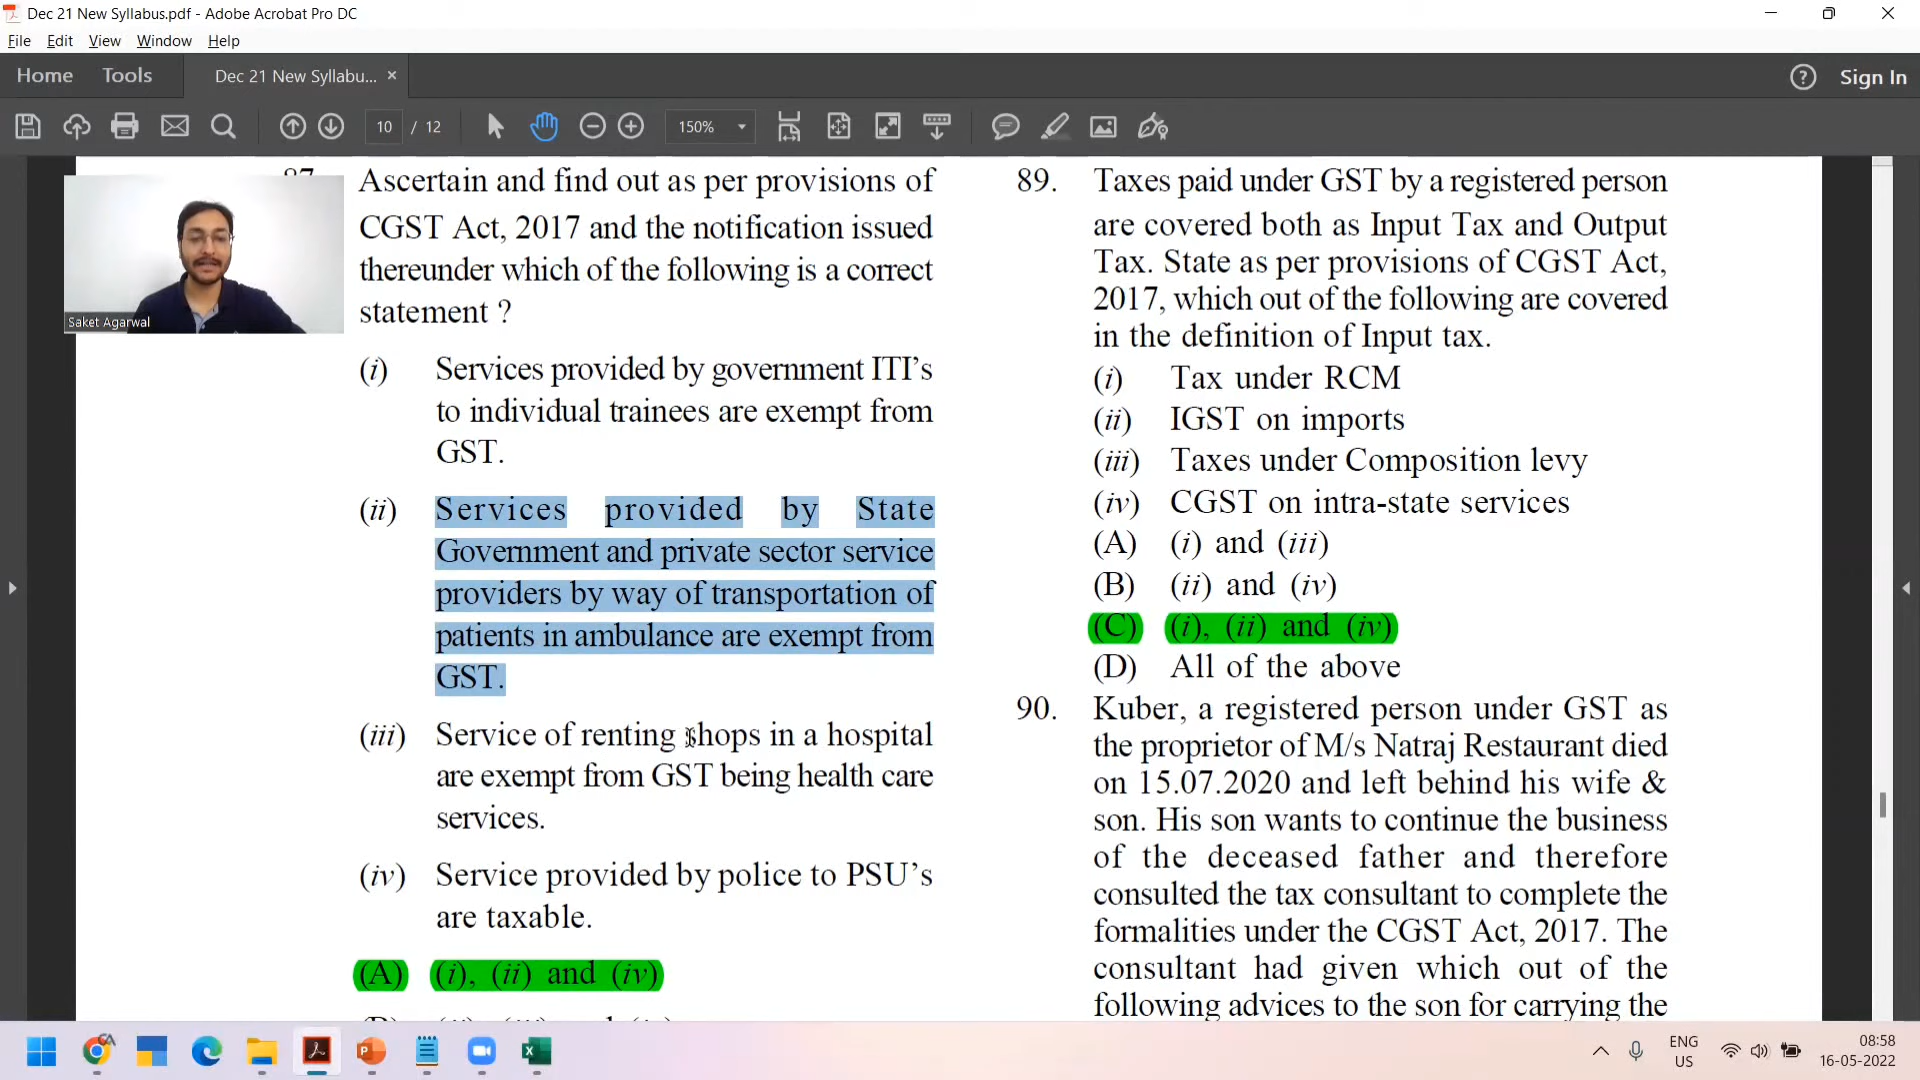 Dec 21 New Syllabus.pdf - Adobe Acrobat Pro DC
File Edit View Window Help
Home Tools Dec 21 New Syllabu... × Sign In
10 / 12 150%
Saket Agarwal
Ascertain and find out as per provisions of
CGST Act, 2017 and the notification issued
thereunder which of the following is a correct
statement ?
(i) Services provided by government ITI's
to individual trainees are exempt from
GST.
(ii) Services provided by State
Government and private sector service
providers by way of transportation of
patients in ambulance are exempt from
GST.
(iii) Service of renting shops in a hospital
are exempt from GST being health care
services.
(iv) Service provided by police to PSU's
are taxable.
(A) (i), (ii) and (iv)
89. Taxes paid under GST by a registered person
are covered both as Input Tax and Output
Tax. State as per provisions of CGST Act,
2017, which out of the following are covered
in the definition of Input tax.
(i) Tax under RCM
(ii) IGST on imports
(iii) Taxes under Composition levy
(iv) CGST on intra-state services
(A) (i) and (iii)
(B) (ii) and (iv)
(C) (i), (ii) and (iv)
(D) All of the above
90. Kuber, a registered person under GST as
the proprietor of M/s Natraj Restaurant died
on 15.07.2020 and left behind his wife &
son. His son wants to continue the business
of the deceased father and therefore
consulted the tax consultant to complete the
formalities under the CGST Act, 2017. The
consultant had given which out of the
following advices to the son for carrying the
ENG
US
08:58
16-05-2022